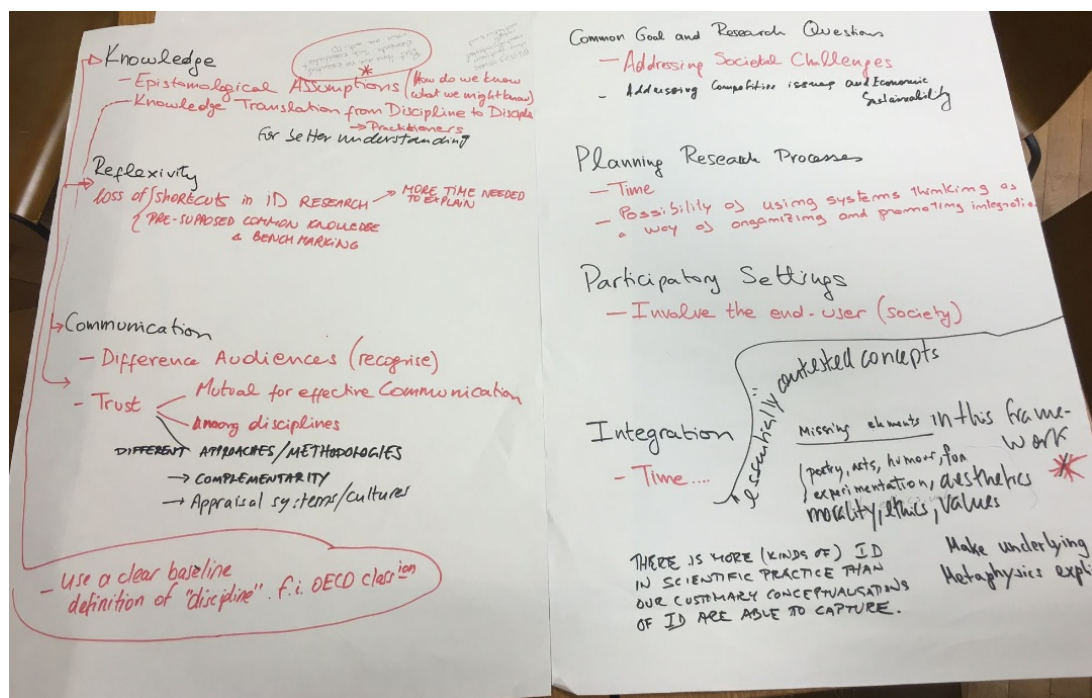 Knowledge
- Epistomological Assumptions (How do we know
what we might know)
- Knowledge Translation from Discipline to Discipl
→ Practitioners
For better understanding
Reflexivity
loss of shortcuts in ID RESEARCH → MORE TIME NEEDED
TO EXPLAIN
PRE-SUPPOSED COMMON KNOWLEDGE
& BENCH MARKING
Communication
- Difference Audiences (recognise)
- Trust
Mutual for effective Communication
Among disciplines
DIFFERENT APPROACHES/METHODOLOGIES
→ COMPLEMENTARITY
→ Appraisal systems/cultures
- use a clear baseline
definition of "discipline". f.i. OECD classion
Common Goal and Research Questions
- Addressing Societal Challenges
- Addressing Competitive issues and Economic
Sustainability
Planning Research Processes
- Time
- Possibility of using systems thinking as
a way of organizing and promoting integratio
Participatory Settings
- Involve the end-user (society)
"essentially contested concepts
Integration
- Time....
Missing elements in this frame-
work
(poetry, arts, humor, fun
experimentation, aesthetics
morality, ethics, values
THERE IS MORE (KINDS OF) ID
IN SCIENTIFIC PRACTICE THAN
OUR CUSTOMARY CONCEPTUALISATIONS
OF ID ARE ABLE TO CAPTURE.
Make underlying
Metaphysics expli